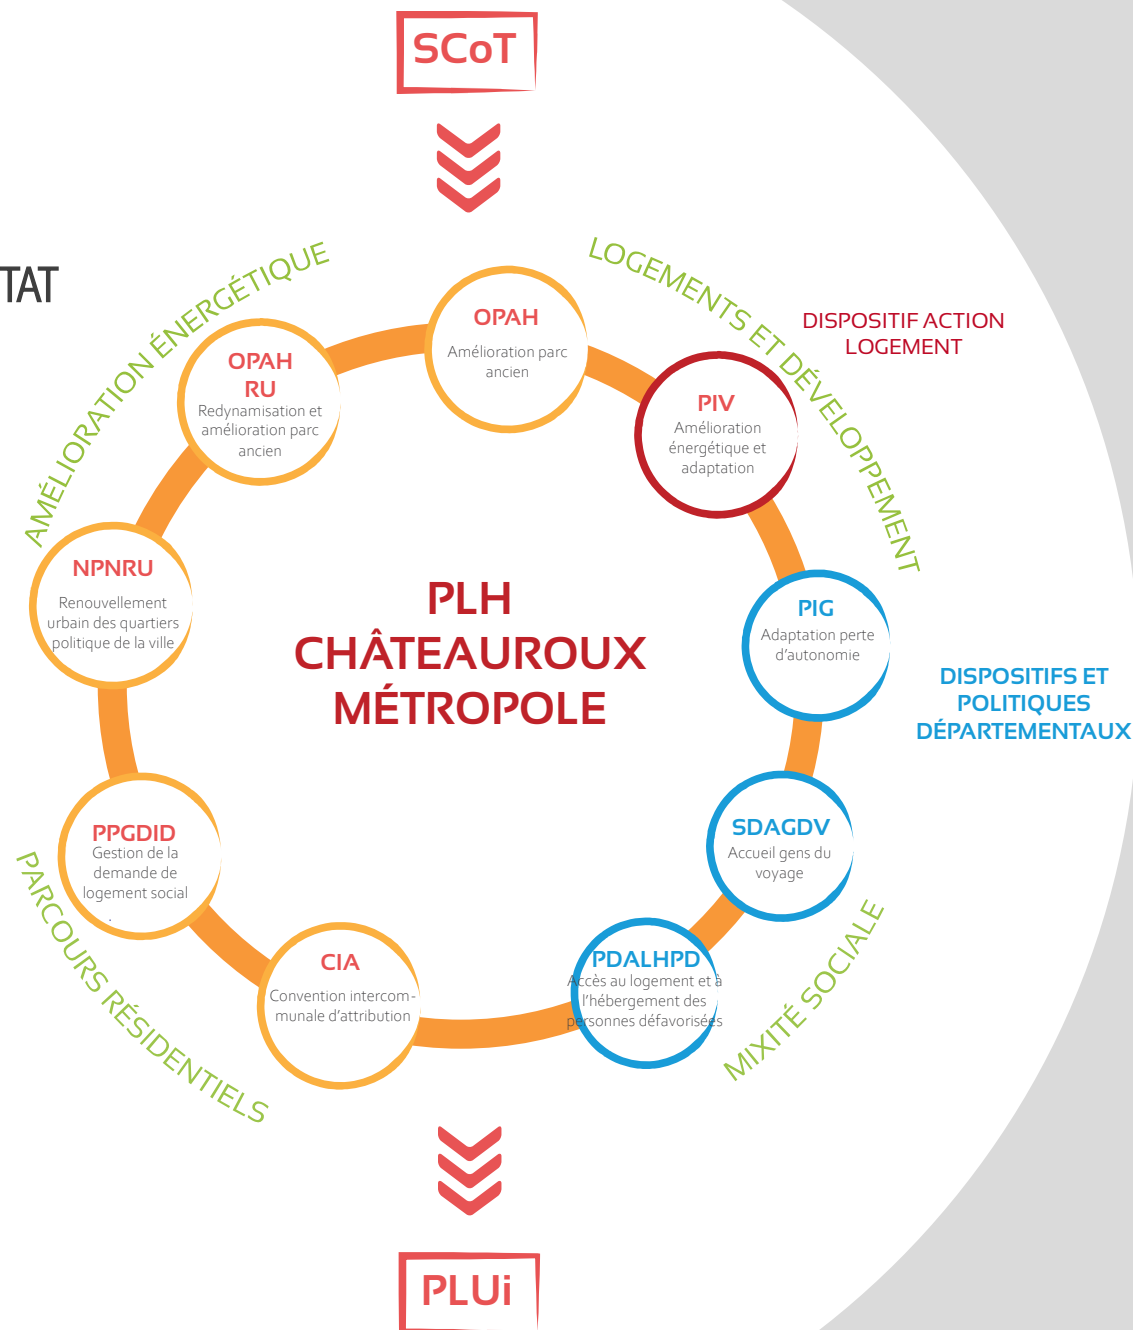 SCoT
TAT
AMÉLIORATION ÉNERGÉTIQUE
LOGEMENTS ET DÉVELOPPEMENT
OPAH
Amélioration parc
ancien
DISPOSITIF ACTION
LOGEMENT
OPAH
RU
Redynamisation et
amélioration parc
ancien
PIV
Amélioration
énergétique et
adaptation
NPNRU
Renouvellement
urbain des quartiers
politique de la ville
PLH
CHÂTEAUROUX
MÉTROPOLE
PIG
Adaptation perte
d'autonomie
DISPOSITIFS ET
POLITIQUES
DÉPARTEMENTAUX
PPGDID
Gestion de la
demande de
logement social
.
SDAGDV
Accueil gens du
voyage
PARCOURS RÉSIDENTIELS
CIA
Convention intercom-
munale d'attribution
PDALHPD
Accès au logement et à
l'hébergement des
personnes défavorisées
MIXITÉ SOCIALE
PLUi